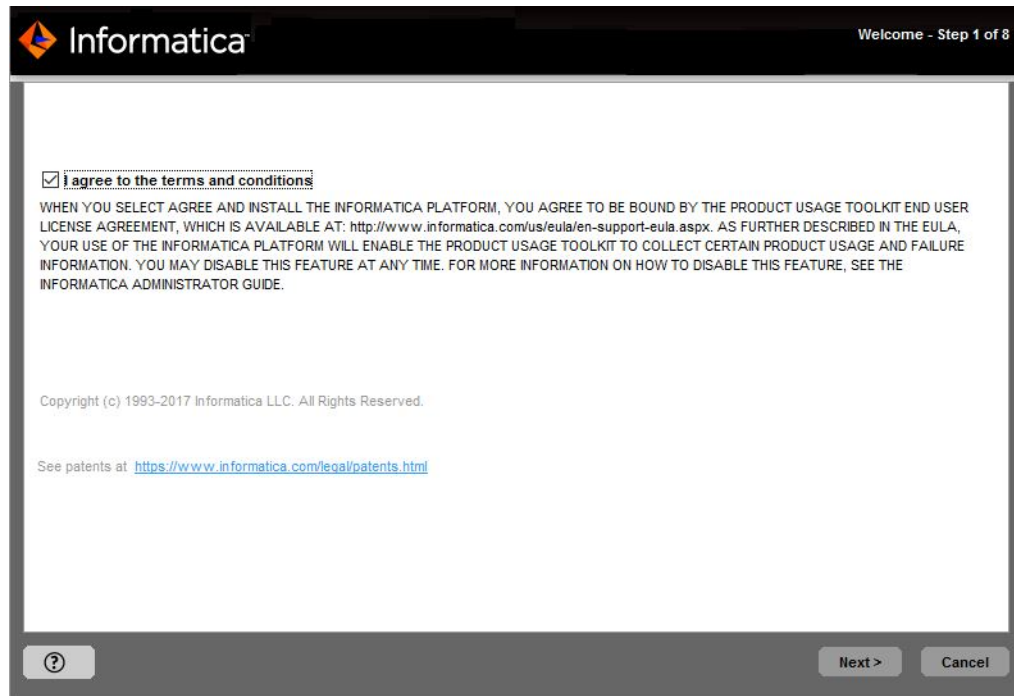 Informatica
Welcome - Step 1 of 8
I agree to the terms and conditions
WHEN YOU SELECT AGREE AND INSTALL THE INFORMATICA PLATFORM, YOU AGREE TO BE BOUND BY THE PRODUCT USAGE TOOLKIT END USER
LICENSE AGREEMENT, WHICH IS AVAILABLE AT: http://www.informatica.com/us/eula/en-support-eula.aspx. AS FURTHER DESCRIBED IN THE EULA,
YOUR USE OF THE INFORMATICA PLATFORM WILL ENABLE THE PRODUCT USAGE TOOLKIT TO COLLECT CERTAIN PRODUCT USAGE AND FAILURE
INFORMATION. YOU MAY DISABLE THIS FEATURE AT ANY TIME. FOR MORE INFORMATION ON HOW TO DISABLE THIS FEATURE, SEE THE
INFORMATICA ADMINISTRATOR GUIDE.
Copyright (c) 1993-2017 Informatica LLC. All Rights Reserved.
See patents at https://www.informatica.com/legal/patents.html
?
Next >
Cancel